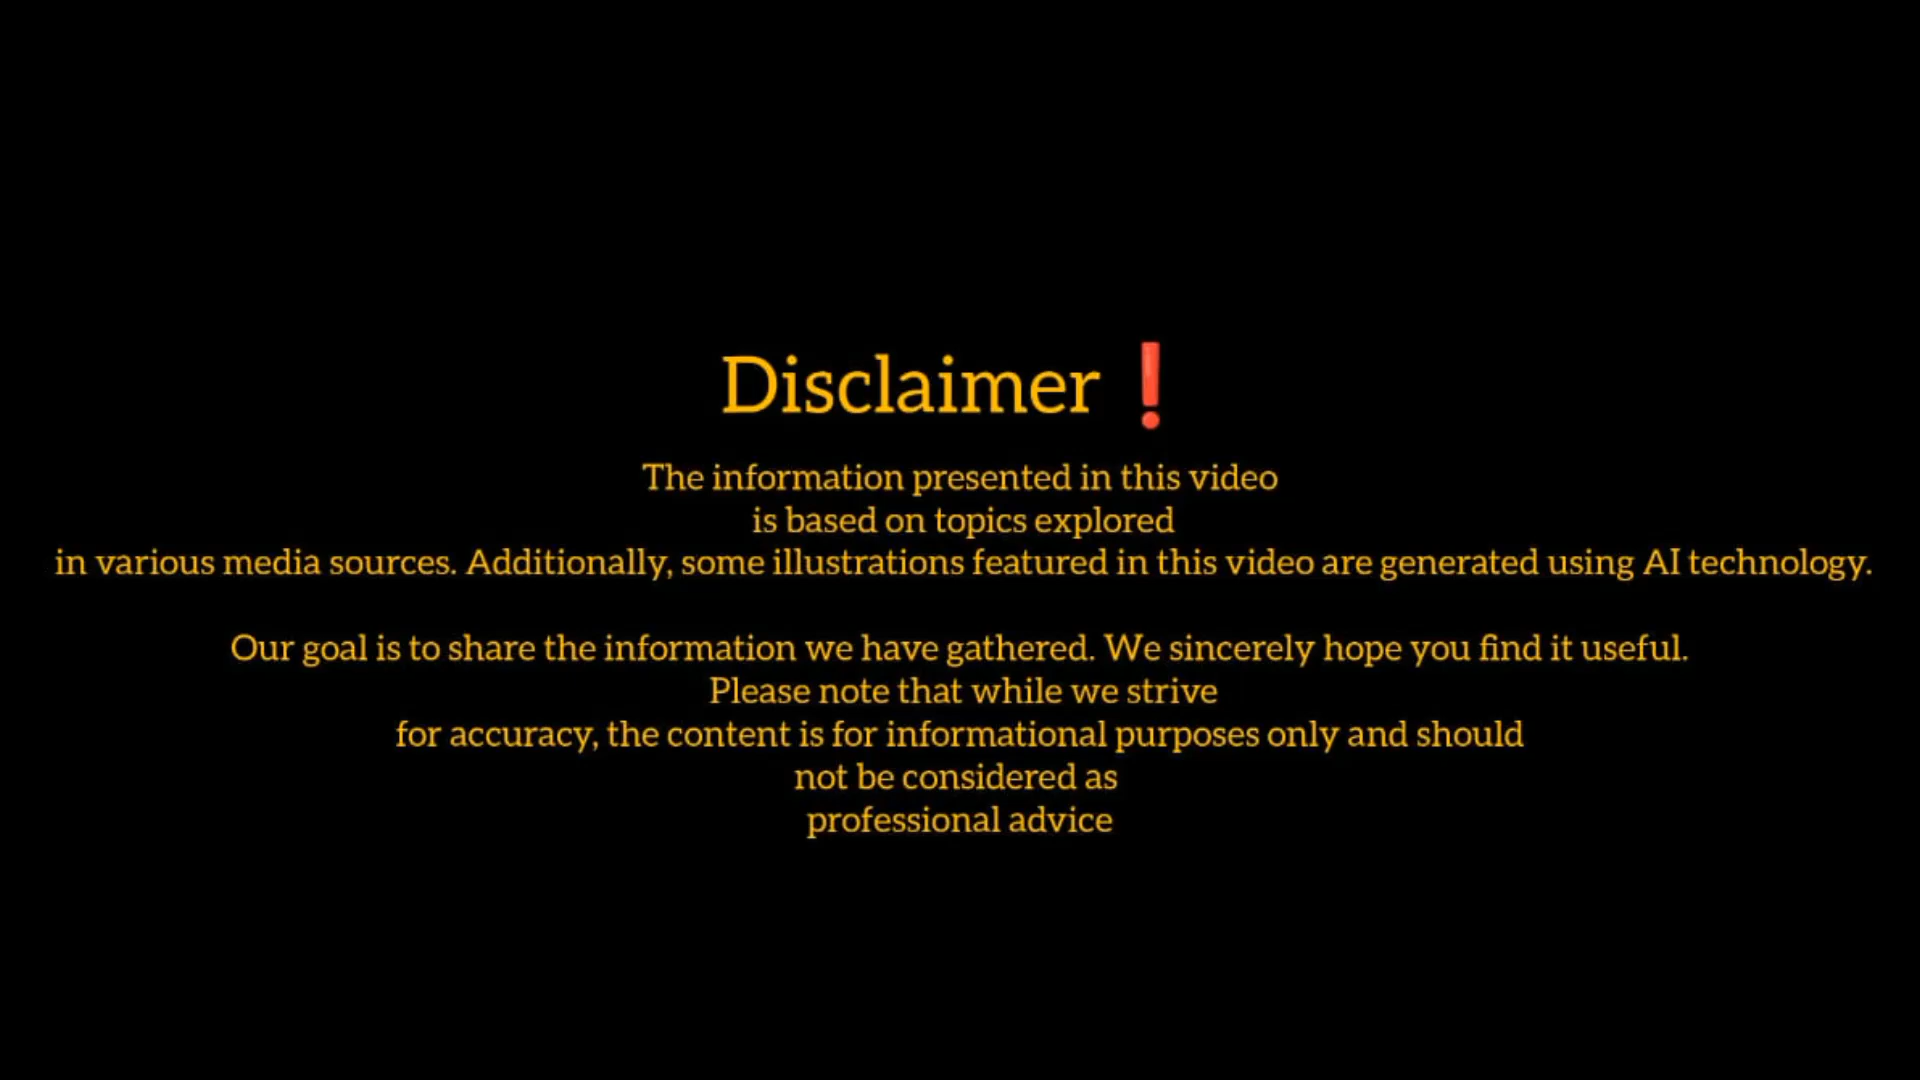 Disclaimer❗
The information presented in this video
is based on topics explored
in various media sources. Additionally, some illustrations featured in this video are generated using AI technology.
Our goal is to share the information we have gathered. We sincerely hope you find it useful.
Please note that while we strive
for accuracy, the content is for informational purposes only and should
not be considered as
professional advice